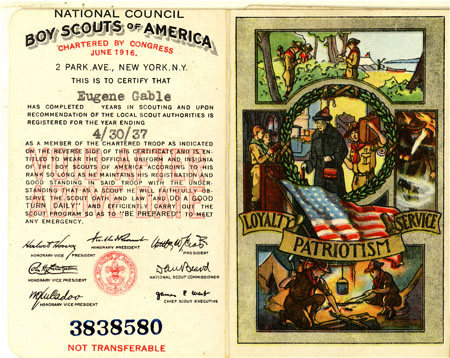 NATIONAL COUNCIL
BOY SCOUTS OF AMERICA
CHARTERED BY CONGRESS
JUNE 1916.
2 PARK AVE., NEW YORK. N.Y.
THIS IS TO CERTIFY THAT
Eugene Gable
HAS COMPLETED YEARS IN SCOUTING AND UPON
RECOMMENDATION OF THE LOCAL SCOUT AUTHORITIES IS
REGISTERED FOR THE YEAR ENDING
4/30/37
AS A MEMBER OF THE CHARTERED TROOP AS INDICATED
ON THE REVERSE SIDE OF THIS CERTIFICATE AND IS EN-
TITLED TO WEAR THE OFFICIAL UNIFORM AND INSIGNIA
OF THE BOY SCOUTS OF AMERICA ACCORDING TO HIS
RANK SO LONG AS HE MAINTAINS HIS REGISTRATION AND
GOOD STANDING IN SAID TROOP WITH THE UNDER-
STANDING THAT AS A SCOUT HE WILL FAITHFULLY OB-
SERVE THE SCOUT OATH AND LAW AND "DO A GOOD
TURN DAILY" AND EFFICIENTLY CARRY OUT THE
SCOUT PROGRAM SO AS TO "BE PREPARED" TO MEET
ANY EMERGENCY.
HONORARY VICE PRESIDENT
PRESIDENT
HONORARY VICE PRESIDENT
NATIONAL SCOUT COMMISSIONER
HONORARY VICE PRESIDENT
CHIEF SCOUT EXECUTIVE
3838580
NOT TRANSFERABLE
LOYALTY
PATRIOTISM
SERVICE